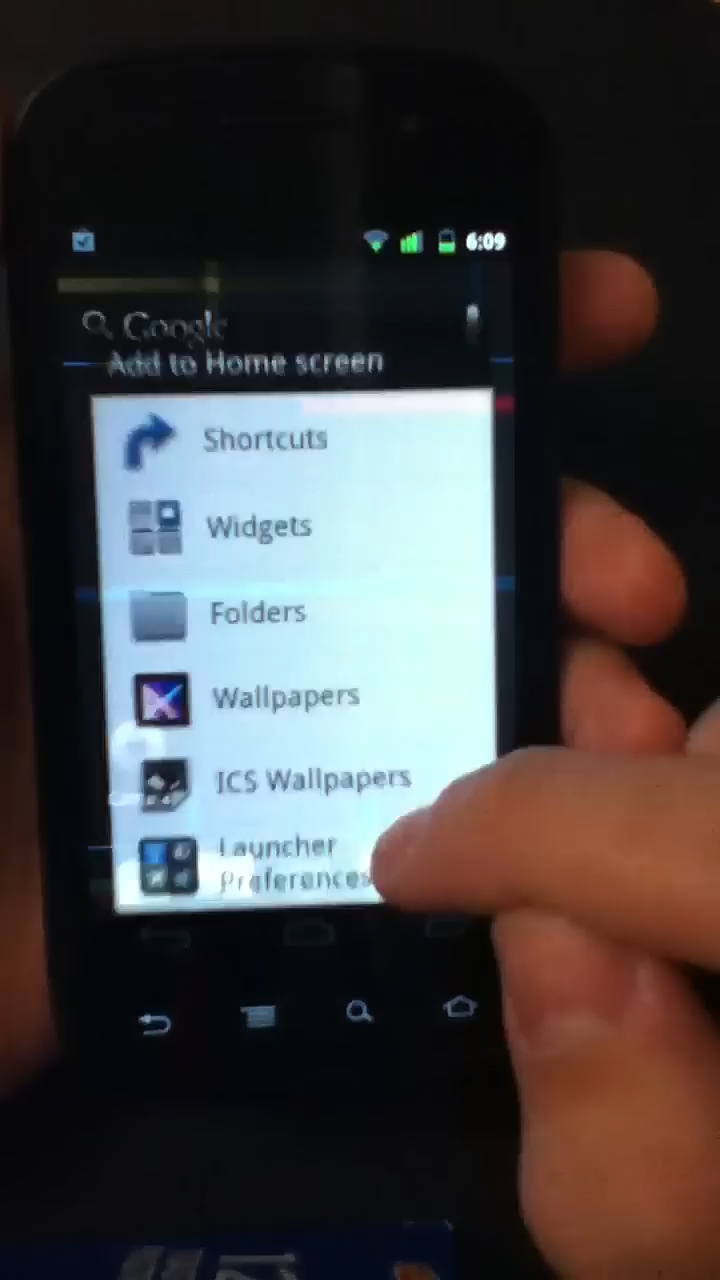 6:09
Google
Add to Home screen
Shortcuts
Widgets
Folders
Wallpapers
ICS Wallpapers
Launcher
Preferences